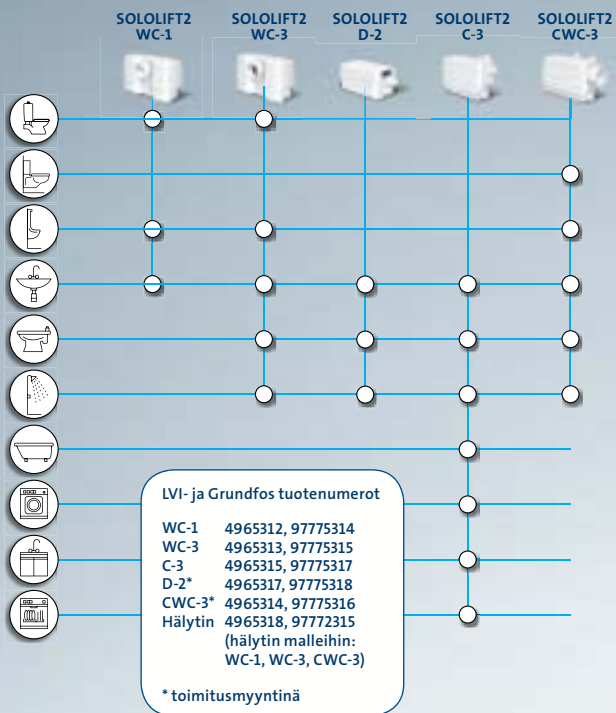 SOLOLIFT2 SOLOLIFT2 SOLOLIFT2 SOLOLIFT2 SOLOLIFT2
WC-1 WC-3 D-2 C-3 CWC-3
LVI- ja Grundfos tuotenumerot
WC-1 4965312, 97775314
WC-3 4965313, 97775315
C-3 4965315, 97775317
D-2* 4965317, 97775318
CWC-3* 4965314, 97775316
Hälytin 4965318, 97772315
(hälytin malleihin:
WC-1, WC-3, CWC-3)
* toimitusmyyntinä